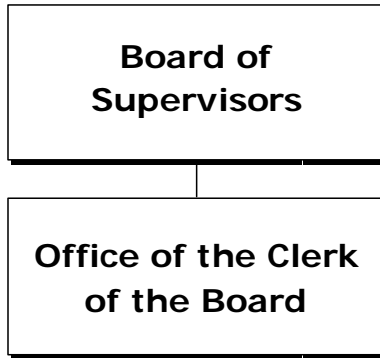 Board of
Supervisors
Office of the Clerk
of the Board